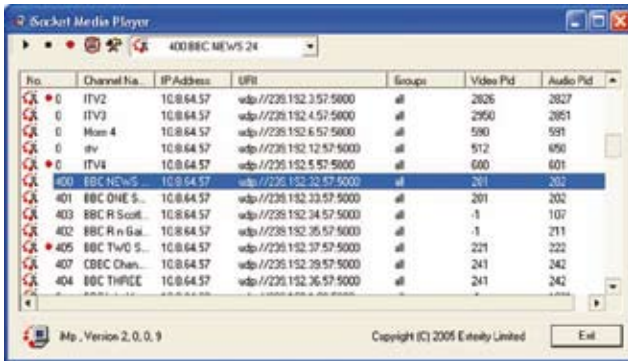 iSocket Media Player
400 BBC NEWS 24
No. Channel Na... IP Address URI Groups Video Pid Audio Pid
0 ITV2 10.8.64.57 udp://239.192.3.57:5000 all 2826 2827
0 ITV3 10.8.64.57 udp://239.192.4.57:5000 all 2950 2851
0 More 4 10.8.64.57 udp://239.192.6.57:5000 all 590 591
0 stv 10.8.64.57 udp://239.192.12.57:5000 all 512 650
0 ITV4 10.8.64.57 udp://239.192.5.57:5000 all 600 601
400 BBC NEWS ... 10.8.64.57 udp://239.192.32.57:5000 all 201 202
401 BBC ONE S... 10.8.64.57 udp://239.192.33.57:5000 all 201 202
403 BBC R Scotl... 10.8.64.57 udp://239.192.34.57:5000 all -1 107
402 BBC R n Gai... 10.8.64.57 udp://239.192.35.57:5000 all -1 211
405 BBC TWO S... 10.8.64.57 udp://239.192.37.57:5000 all 221 222
407 CBBC Chan... 10.8.64.57 udp://239.192.39.57:5000 all 241 242
404 BBC THREE 10.8.64.57 udp://239.192.36.57:5000 all 241 242
iMp , Version 2, 0, 0, 9
Copyright (C) 2005 Exterity Limited
Exit